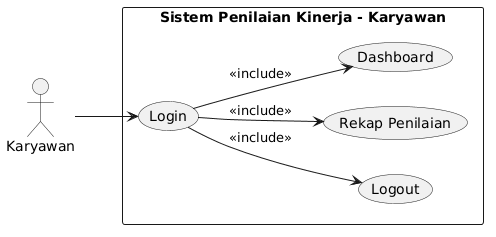 Sistem Penilaian Kinerja - Karyawan
Dashboard
«include»
«include»
Login
Rekap Penilaian
«include»
Karyawan
Logout